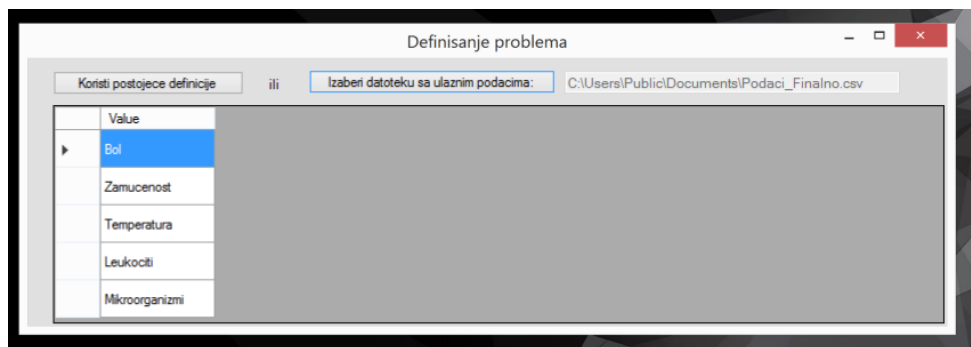 Definisanje problema
Koristi postojece definicije ili Izaberi datoteku sa ulaznim podacima: C:\Users\Public\Documents\Podaci_Finalno.csv
Value
Bol
Zamucenost
Temperatura
Leukociti
Mikroorganizmi